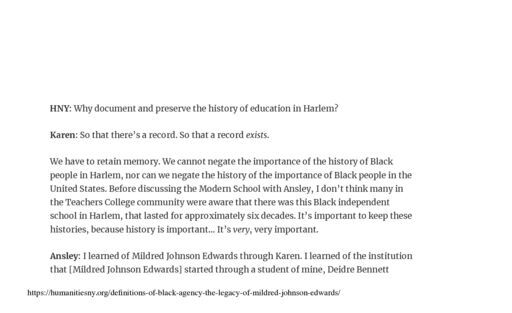 HNY: Why document and preserve the history of education in Harlem?
Karen: So that there's a record. So that a record exists.
We have to retain memory. We cannot negate the importance of the history of Black
people in Harlem, nor can we negate the history of the importance of Black people in the
United States. Before discussing the Modern School with Ansley, I don't think many in
the Teachers College community were aware that there was this Black independent
school in Harlem, that lasted for approximately six decades. It's important to keep these
histories, because history is important... It's very, very important.
Ansley: I learned of Mildred Johnson Edwards through Karen. I learned of the institution
that [Mildred Johnson Edwards] started through a student of mine, Deidre Bennett
https://humanitiesny.org/definitions-of-black-agency-the-legacy-of-mildred-johnson-edwards/